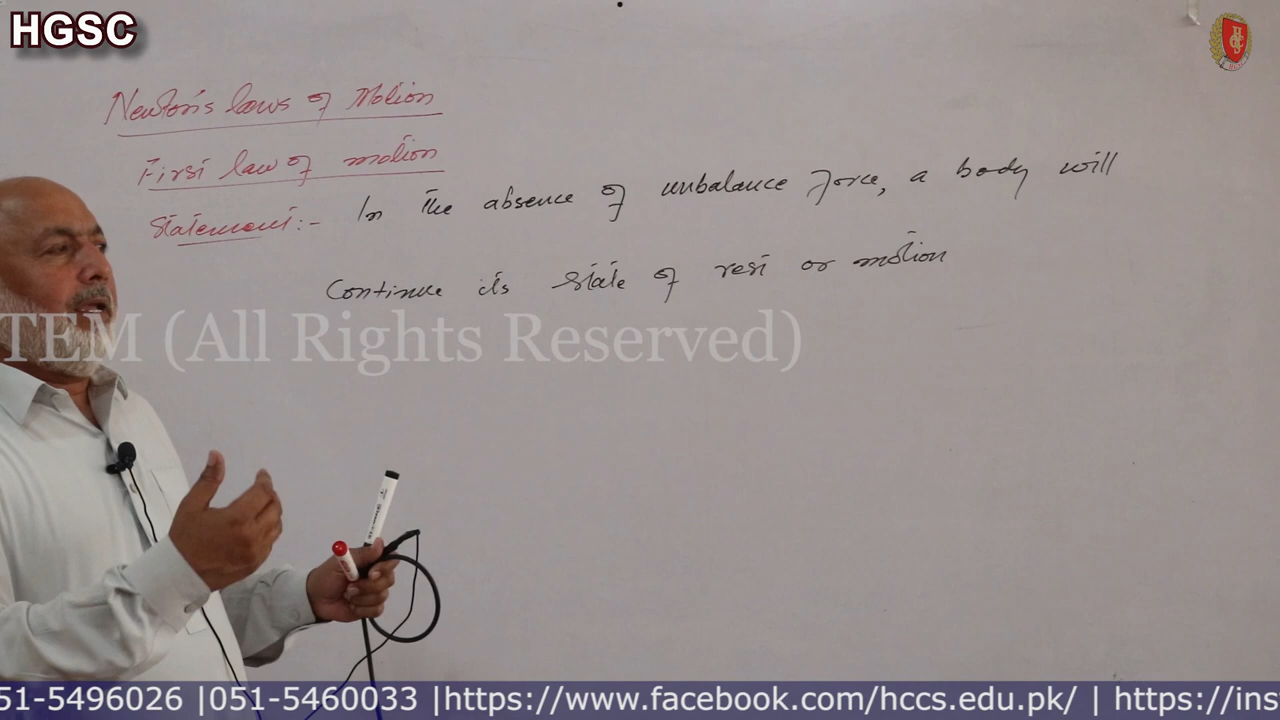 HGSC
Newton's laws of Motion
First law of motion
Statement:- In the absence of unbalance force, a body will
Continue its state of rest or motion
TEM (All Rights Reserved)
51-5496026 |051-5460033 |https://www.facebook.com/hccs.edu.pk/ | https://ins